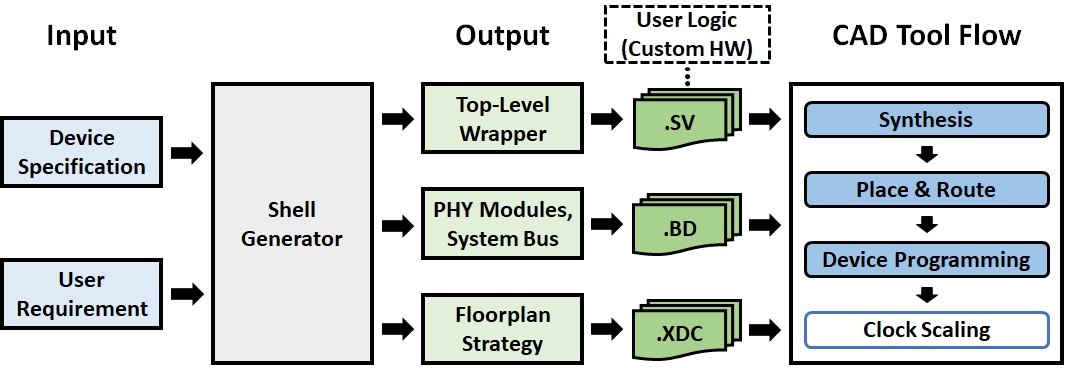 Input
Output
User Logic
(Custom HW)
CAD Tool Flow
Device
Specification
User
Requirement
Shell
Generator
Top-Level
Wrapper
PHY Modules,
System Bus
Floorplan
Strategy
.SV
.BD
.XDC
Synthesis
Place & Route
Device Programming
Clock Scaling